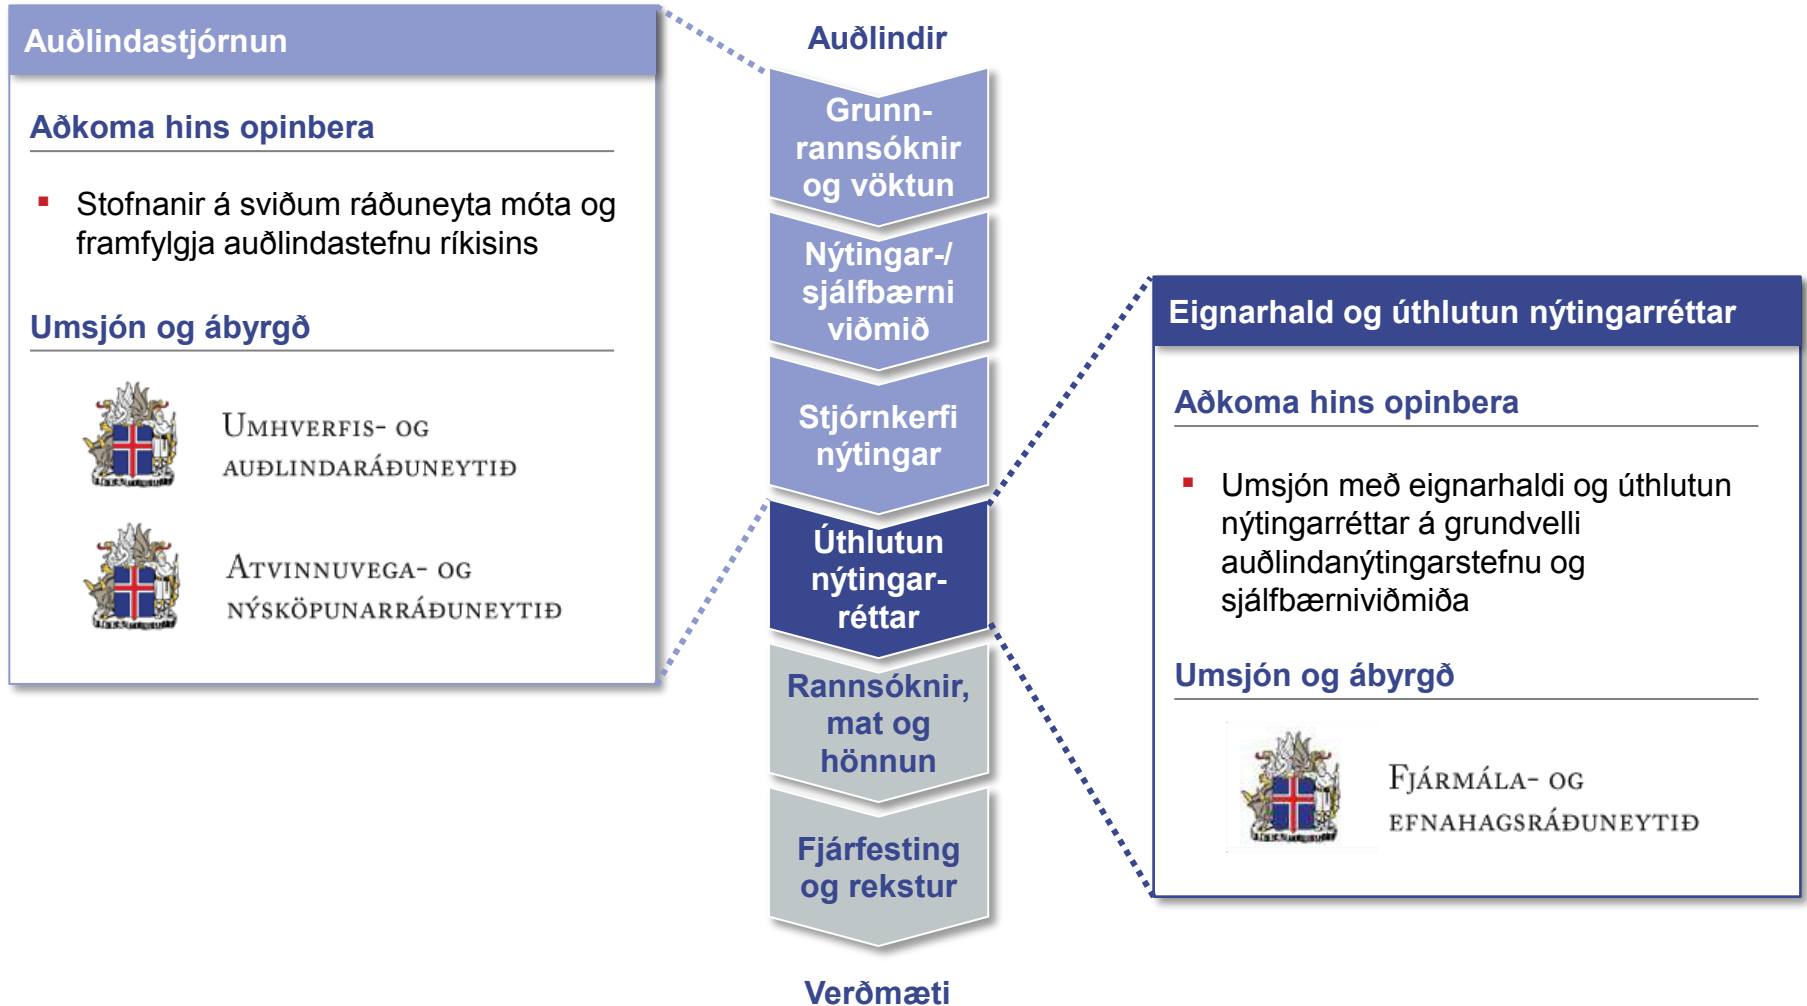 Auðlindastjórnun
Aðkoma hins opinbera
▪ Stofnanir á sviðum ráðuneyta móta og
framfylgja auðlindastefnu ríkisins
Umsjón og ábyrgð
UMHVERFIS- OG
AUÐLINDARÁÐUNEYTIÐ
ATVINNUVEGA- OG
NÝSKÖPUNARRÁÐUNEYTIÐ
Auðlindir
Grunn-
rannsóknir
og vöktun
Nýtingar-/
sjálfbærni
viðmið
Stjórnkerfi
nýtingar
Úthlutun
nýtingar-
réttar
Rannsóknir,
mat og
hönnun
Fjárfesting
og rekstur
Verðmæti
Eignarhald og úthlutun nýtingarréttar
Aðkoma hins opinbera
▪ Umsjón með eignarhaldi og úthlutun
nýtingarréttar á grundvelli
auðlindanýtingarstefnu og
sjálfbærniviðmiða
Umsjón og ábyrgð
FJÁRMÁLA- OG
EFNAHAGSRÁÐUNEYTIÐ